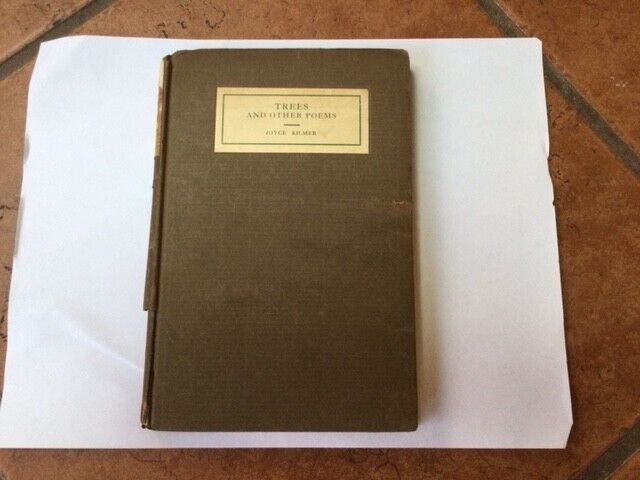 TREES
AND OTHER POEMS
JOYCE KILMER